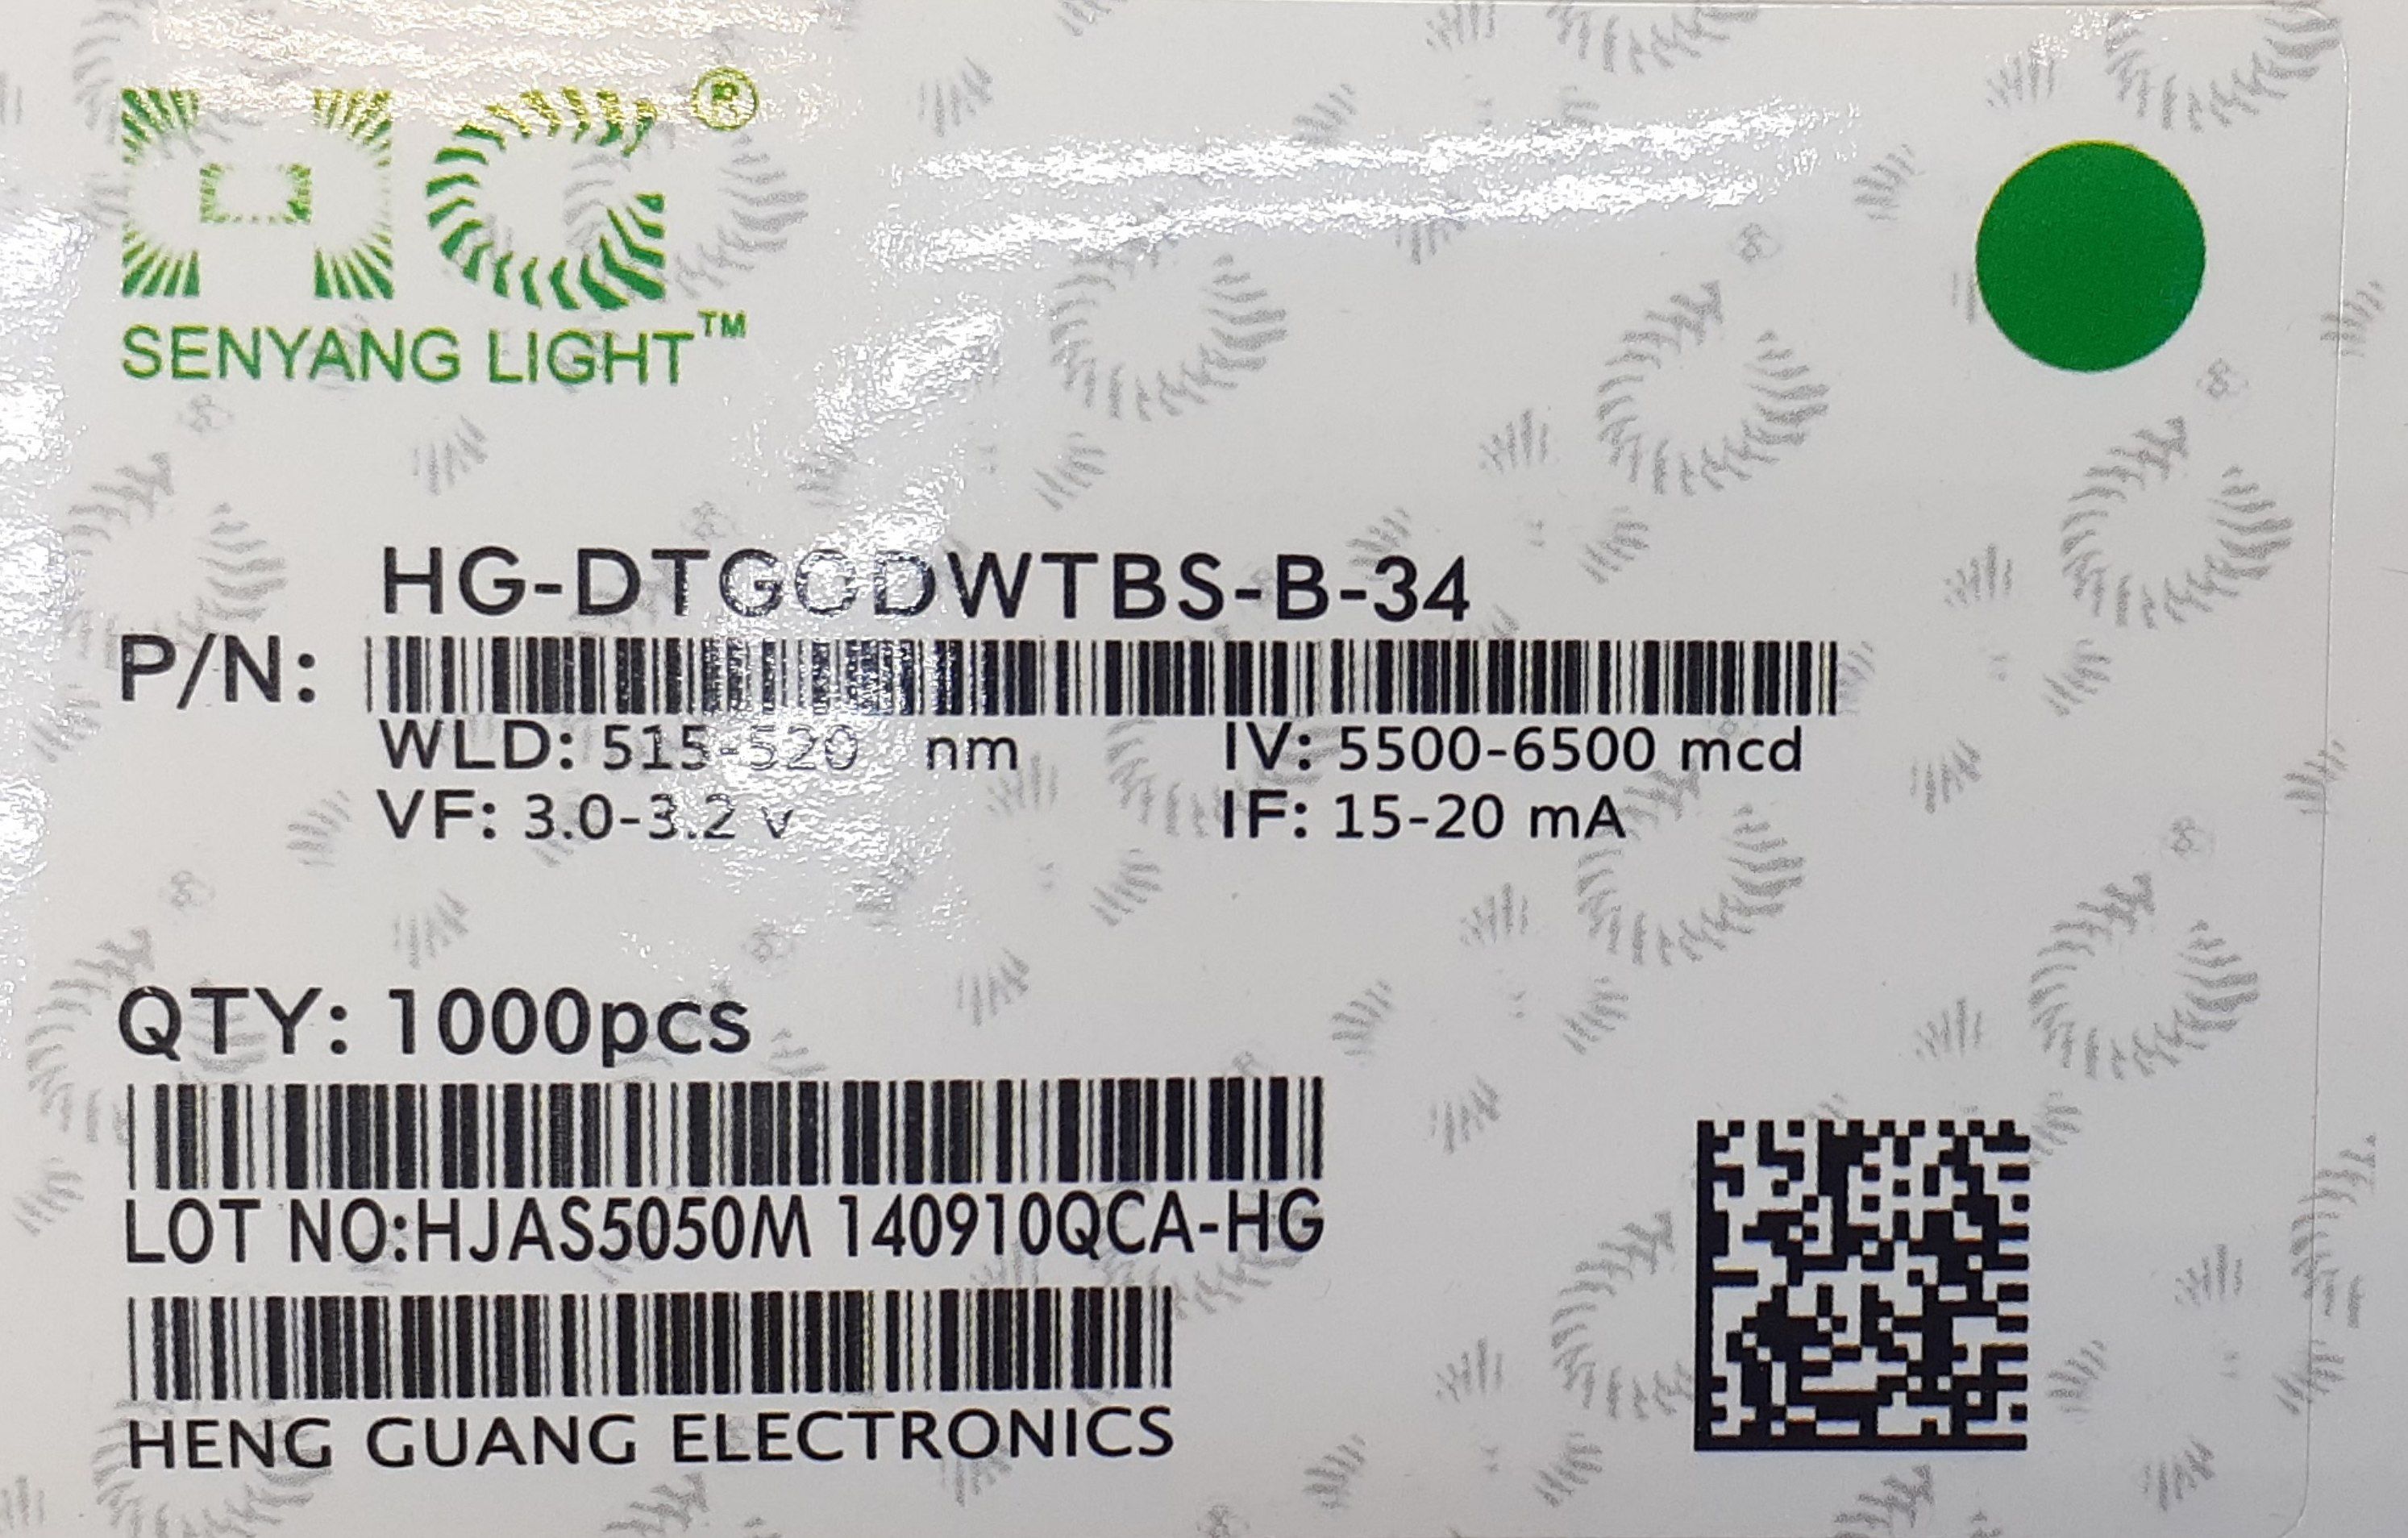 HG®
SENYANG LIGHT™
HG-DTGODWTBS-B-34
P/N:
WLD: 515-520 nm IV: 5500-6500 mcd
VF: 3.0-3.2 v IF: 15-20 mA
QTY: 1000pcs
LOT NO:HJAS5050M 140910QCA-HG
HENG GUANG ELECTRONICS